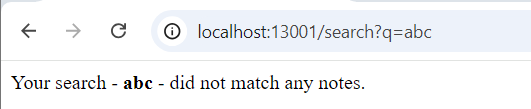 localhost:13001/search?q=abc
Your search - abc - did not match any notes.